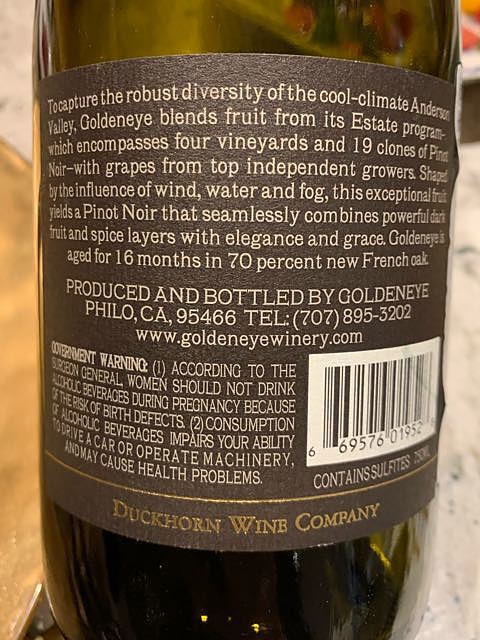 To capture the robust diversity of the cool-climate Anderson
Valley, Goldeneye blends fruit from its Estate program-
which encompasses four vineyards and 19 clones of Pinot
Noir-with grapes from top independent growers. Shaped
by the influence of wind, water and fog, this exceptional fruit
yields a Pinot Noir that seamlessly combines powerful dark
fruit and spice layers with elegance and grace. Goldeneye is
aged for 16 months in 70 percent new French oak.
PRODUCED AND BOTTLED BY GOLDENEYE
PHILO, CA, 95466 TEL: (707) 895-3202
www.goldeneyewinery.com
GOVERNMENT WARNING: (1) ACCORDING TO THE
SURGEON GENERAL, WOMEN SHOULD NOT DRINK
ALCOHOLIC BEVERAGES DURING PREGNANCY BECAUSE
OF THE RISK OF BIRTH DEFECTS. (2) CONSUMPTION
OF ALCOHOLIC BEVERAGES IMPAIRS YOUR ABILITY
TO DRIVE A CAR OR OPERATE MACHINERY,
AND MAY CAUSE HEALTH PROBLEMS.
6 69576 01952 8
CONTAINS SULFITES 750ML
DUCKHORN WINE COMPANY